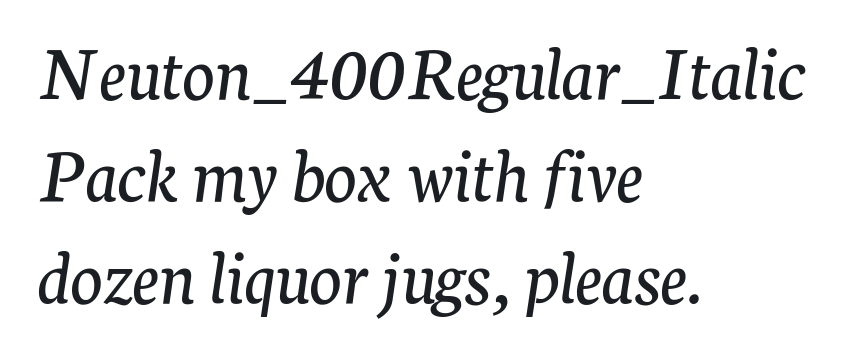 Neuton_400Regular_Italic
Pack my box with five
dozen liquor jugs, please.